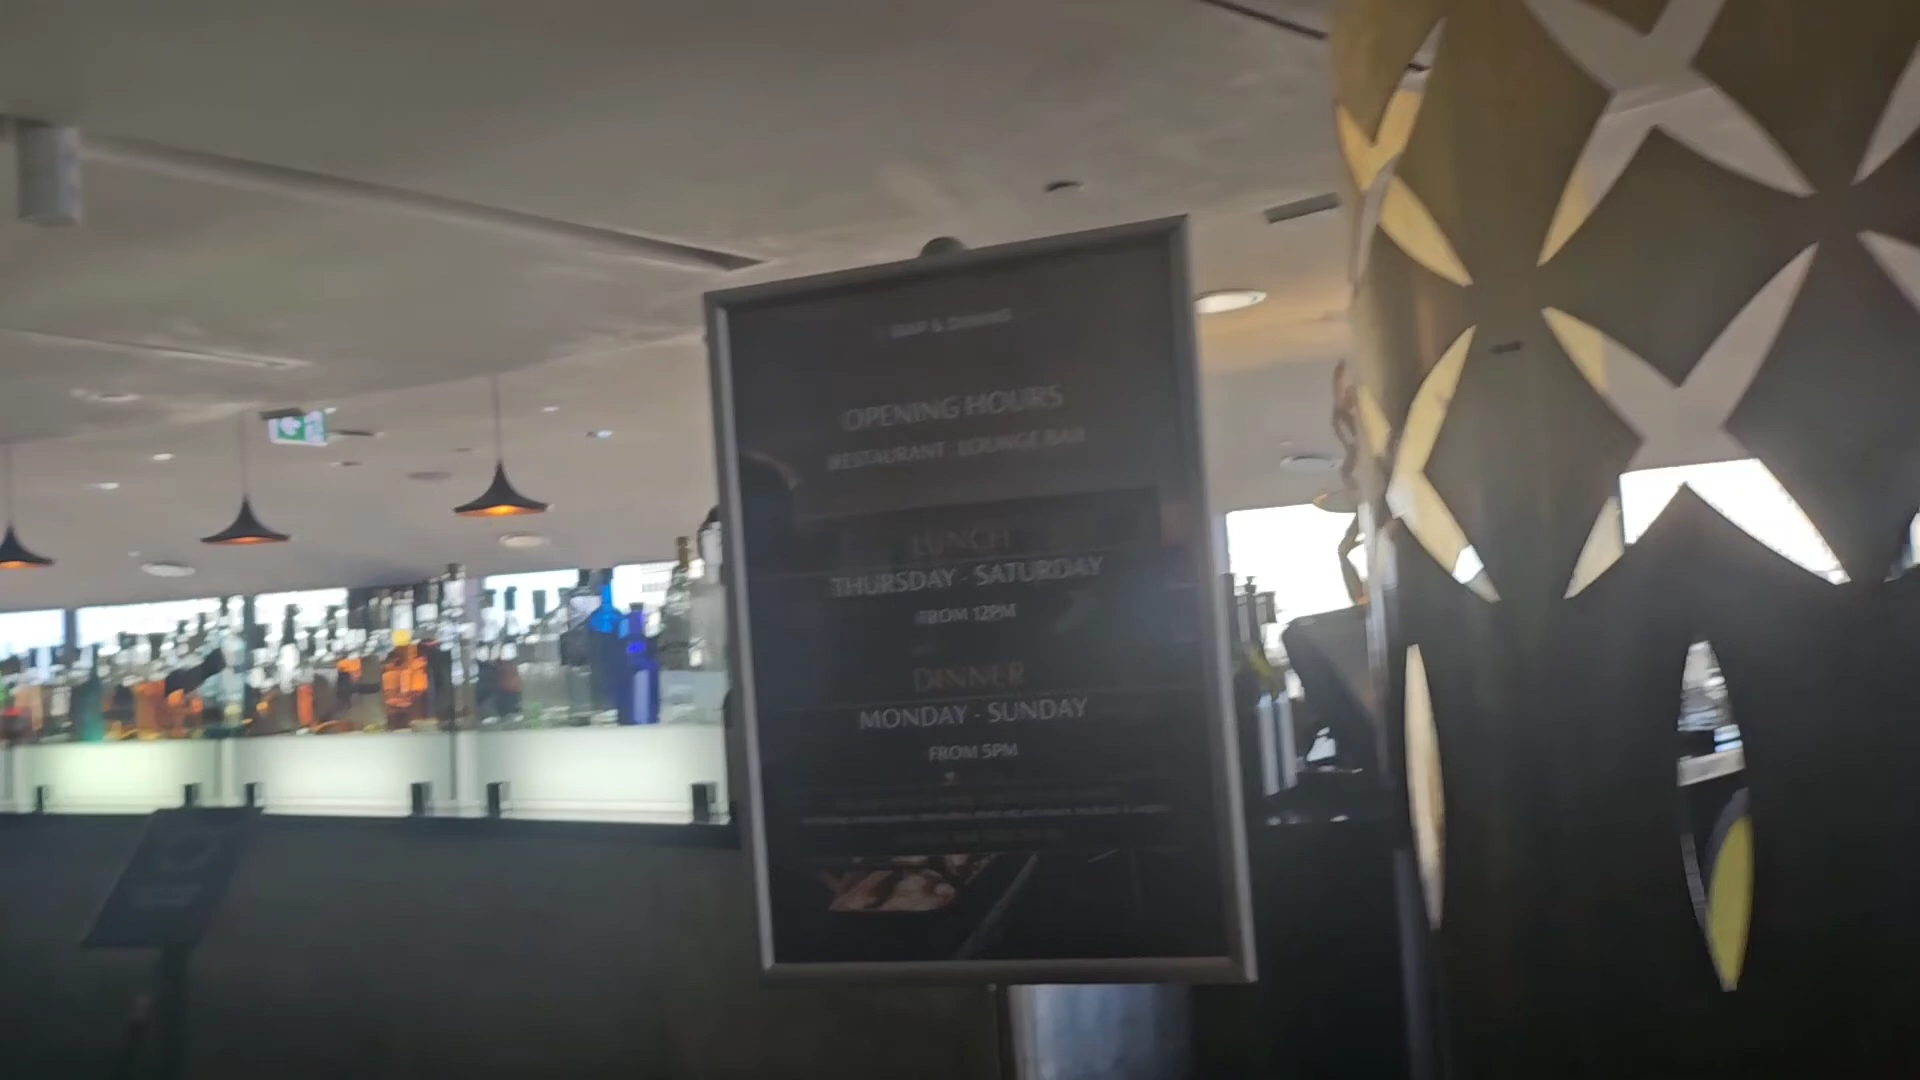 BAR & DINING
OPENING HOURS
RESTAURANT LOUNGE BAR
LUNCH
THURSDAY - SATURDAY
FROM 12PM
DINNER
MONDAY - SUNDAY
FROM 5PM